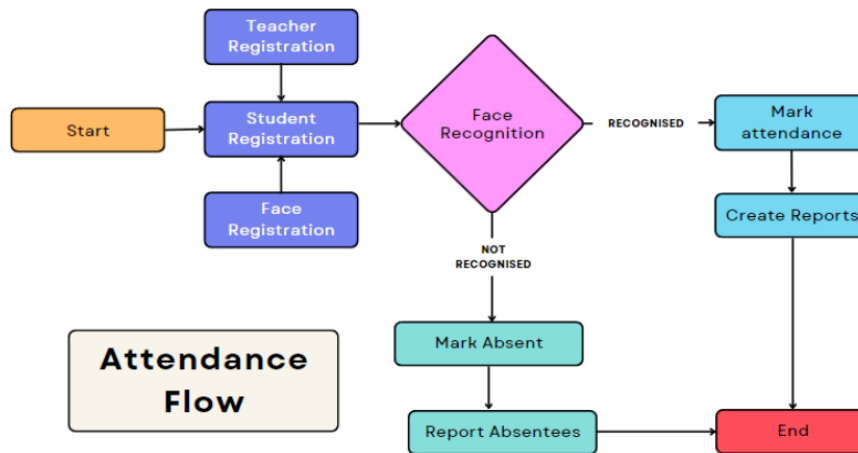 Teacher
Registration
Start
Student
Registration
Face
Registration
Face
Recognition
RECOGNISED
Mark
attendance
Create Reports
NOT
RECOGNISED
Mark Absent
Report Absentees
End
Attendance
Flow